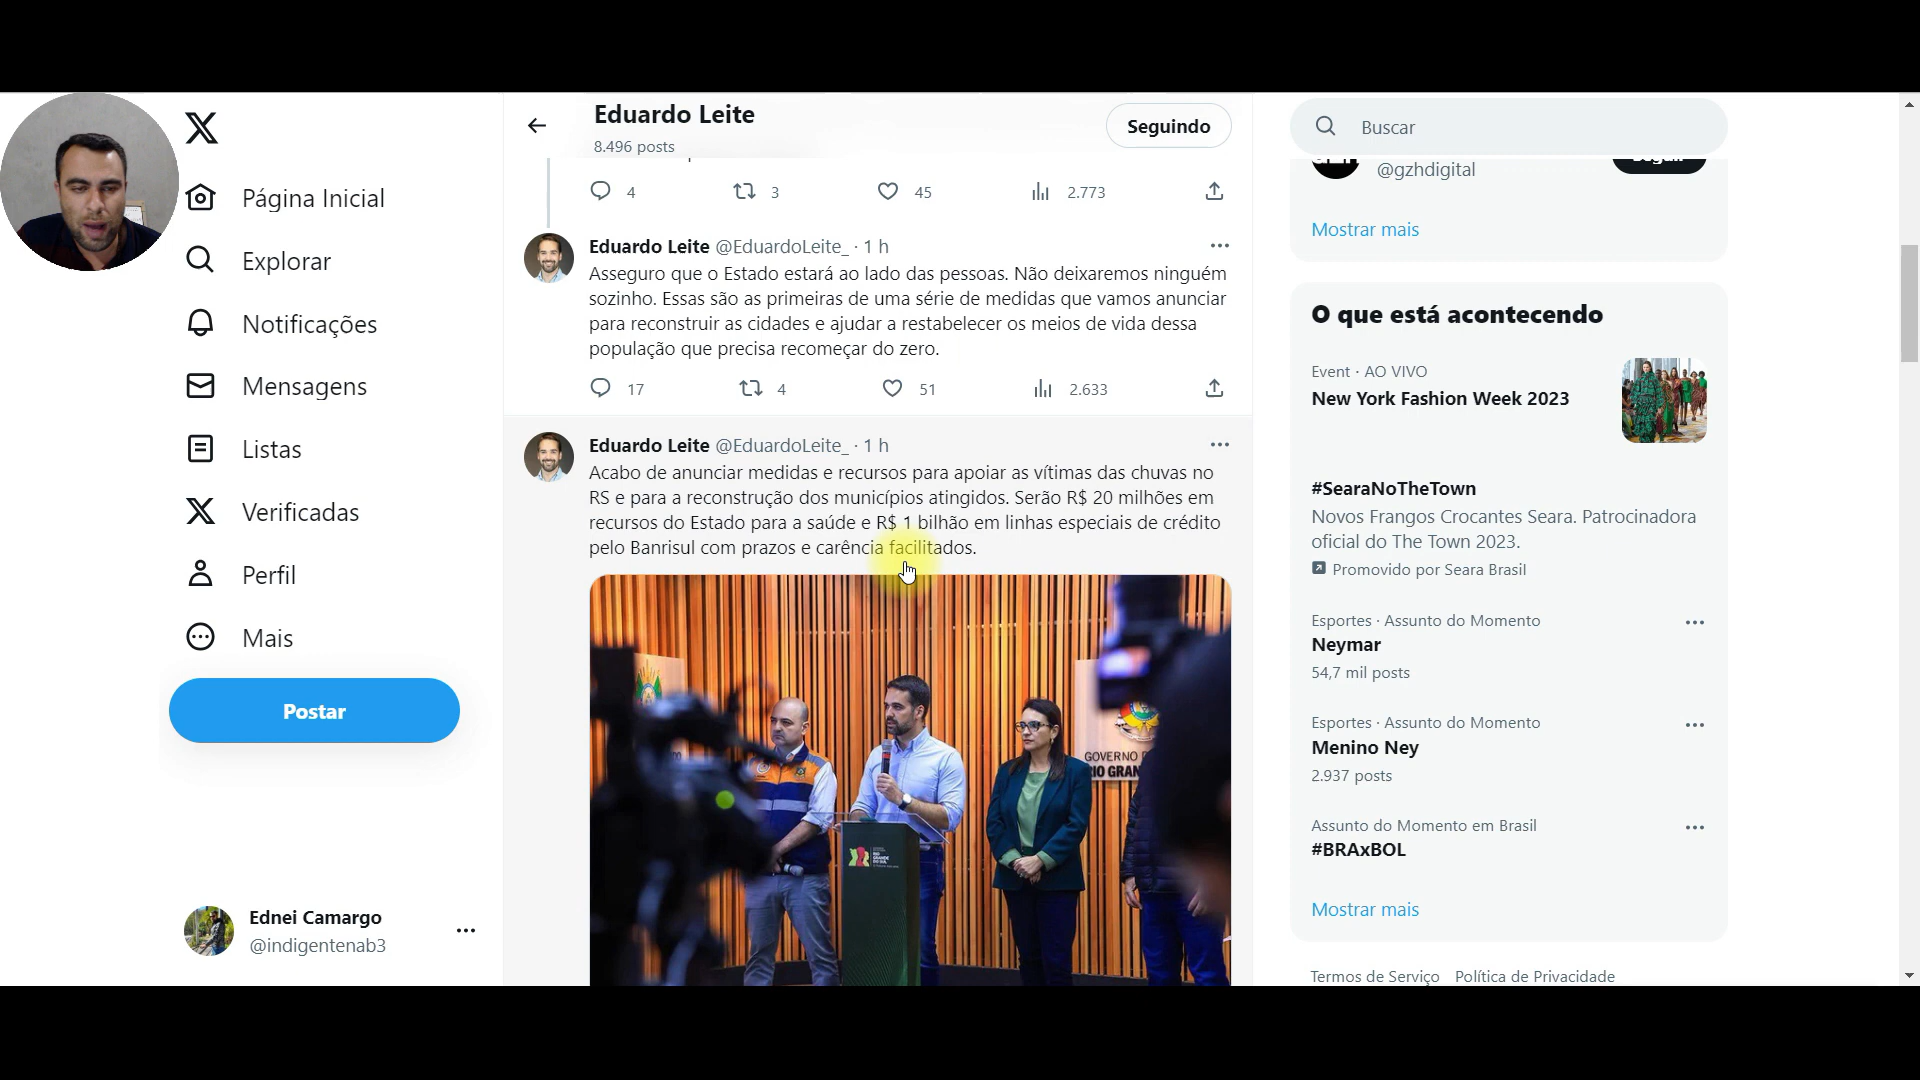 Página Inicial
Explorar
Notificações
Mensagens
Listas
Verificadas
Perfil
Mais
Postar
Ednei Camargo
@indigentenab3
Eduardo Leite
8.496 posts
Seguindo
4 3 45 2.773
Eduardo Leite @EduardoLeite_ · 1 h
Asseguro que o Estado estará ao lado das pessoas. Não deixaremos ninguém
sozinho. Essas são as primeiras de uma série de medidas que vamos anunciar
para reconstruir as cidades e ajudar a restabelecer os meios de vida dessa
população que precisa recomeçar do zero.
17 4 51 2.633
Eduardo Leite @EduardoLeite_ · 1 h
Acabo de anunciar medidas e recursos para apoiar as vítimas das chuvas no
RS e para a reconstrução dos municípios atingidos. Serão R$ 20 milhões em
recursos do Estado para a saúde e R$ 1 bilhão em linhas especiais de crédito
pelo Banrisul com prazos e carência facilitados.
GOVERNO D
RIO GRAN
RIO
GRANDE
DO SUL
Buscar
@gzhdigital
Mostrar mais
O que está acontecendo
Event · AO VIVO
New York Fashion Week 2023
#SearaNoTheTown
Novos Frangos Crocantes Seara. Patrocinadora
oficial do The Town 2023.
Promovido por Seara Brasil
Esportes · Assunto do Momento
Neymar
54,7 mil posts
Esportes · Assunto do Momento
Menino Ney
2.937 posts
Assunto do Momento em Brasil
#BRAxBOL
Mostrar mais
Termos de Serviço Política de Privacidade